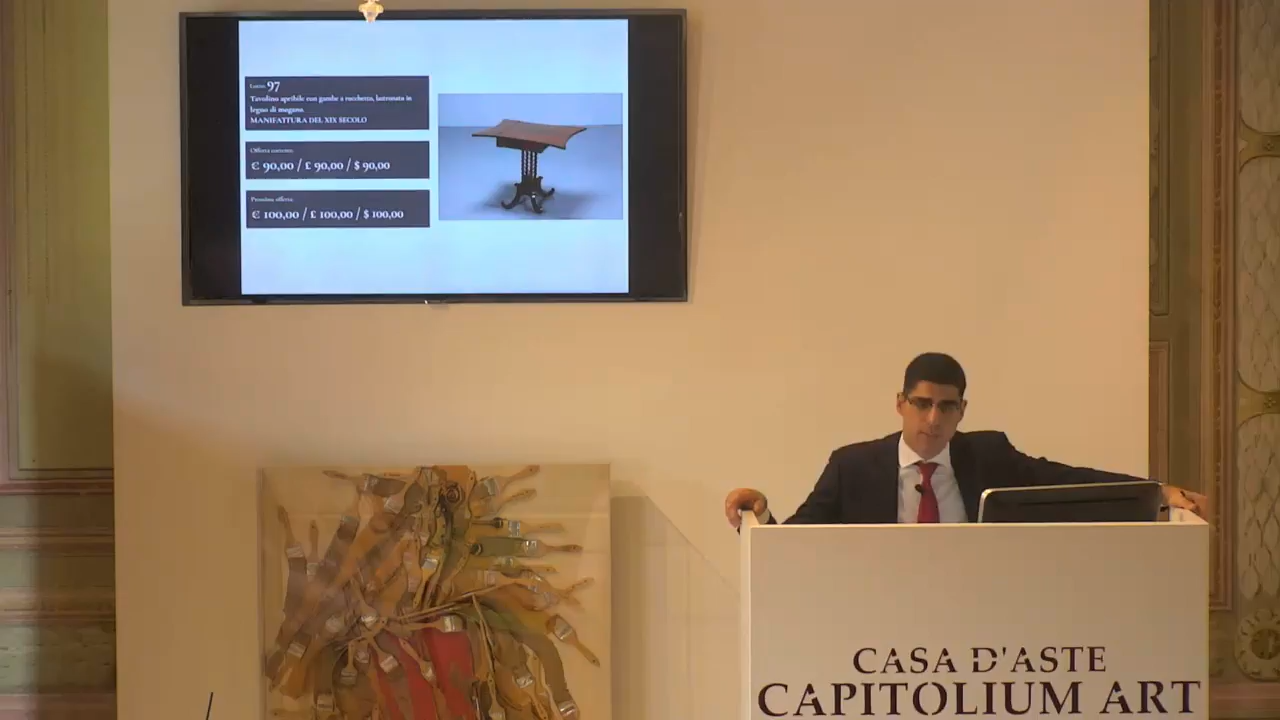 Lotto: 97
Tavolino apribile con gambe a rocchetto, lastronato in
legno di mogano.
MANIFATTURA DEL XIX SECOLO
Offerta corrente:
€ 90,00 / £ 90,00 / $ 90,00
Prossima offerta:
€ 100,00 / £ 100,00 / $ 100,00
CASA D'ASTE
CAPITOLIUM ART